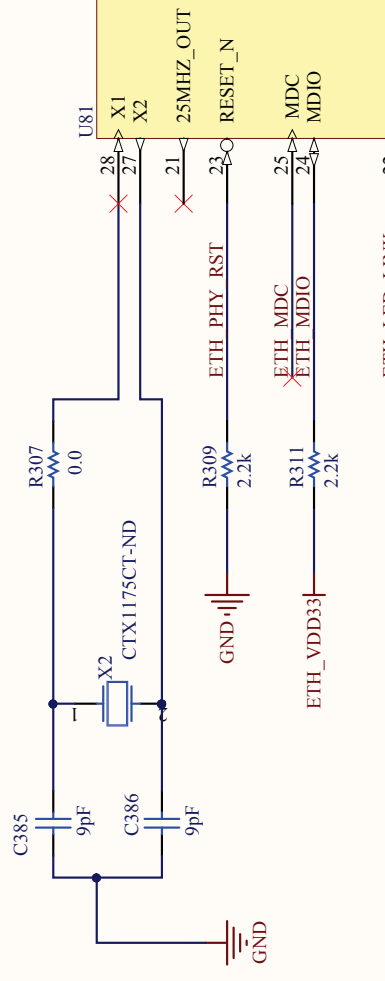 U81
X1
X2
25MHZ_OUT
RESET_N
MDC
MDIO
28
27
21
23
25
24
ETH_PHY_RST
ETH_MDC
ETH_MDIO
R307
0.0
R309
2.2k
R311
2.2k
X2
CTX1175CT-ND
1
2
GND
ETH_VDD33
C385
9pF
C386
9pF
GND